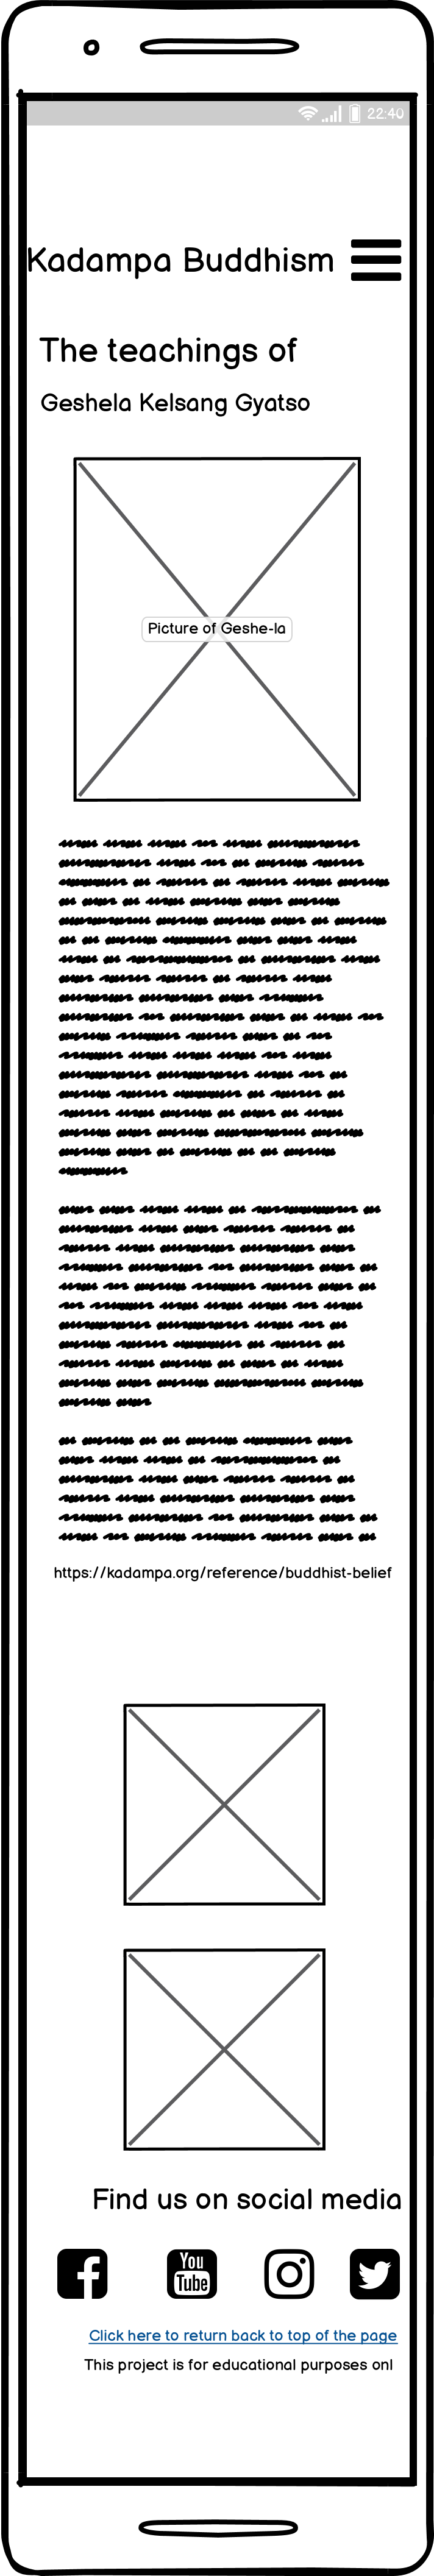 22:40
Kadampa Buddhism
The teachings of
Geshela Kelsang Gyatso
Picture of Geshe-la
https://kadampa.org/reference/buddhist-belief
Find us on social media
You
Tube
Click here to return back to top of the page
This project is for educational purposes onl